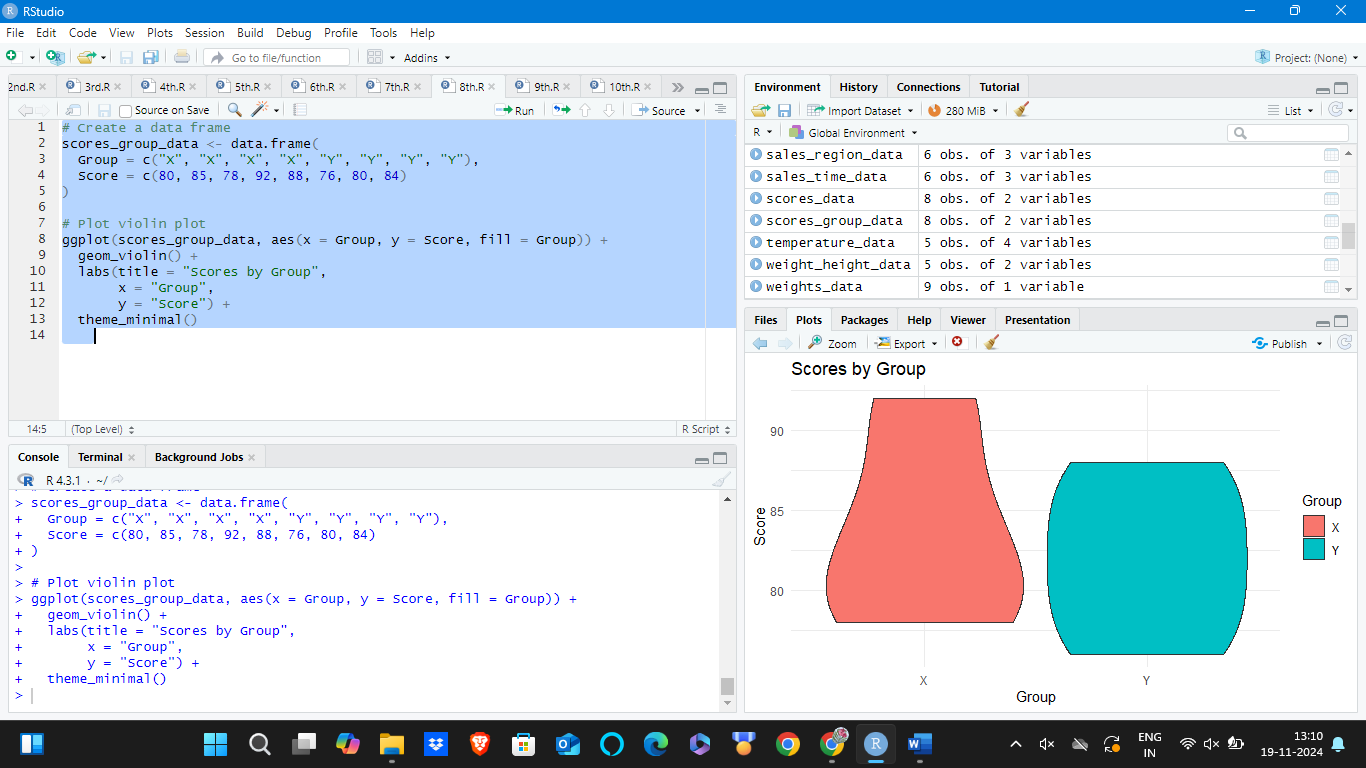 RStudio
File Edit Code View Plots Session Build Debug Profile Tools Help
Go to file/function Addins Project: (None)
2nd.R 3rd.R 4th.R 5th.R 6th.R 7th.R 8th.R 9th.R 10th.R
Source on Save Run Source
1 # Create a data frame
2 scores_group_data <- data.frame(
3 Group = c("X", "X", "X", "X", "Y", "Y", "Y", "Y"),
4 Score = c(80, 85, 78, 92, 88, 76, 80, 84)
5 )
6
7 # Plot violin plot
8 ggplot(scores_group_data, aes(x = Group, y = Score, fill = Group)) +
9 geom_violin() +
10 labs(title = "Scores by Group",
11 x = "Group",
12 y = "Score") +
13 theme_minimal()
14
14:5 (Top Level) R Script
Console Terminal Background Jobs
R 4.3.1 · ~/
> scores_group_data <- data.frame(
+ Group = c("X", "X", "X", "X", "Y", "Y", "Y", "Y"),
+ Score = c(80, 85, 78, 92, 88, 76, 80, 84)
+ )
>
> # Plot violin plot
> ggplot(scores_group_data, aes(x = Group, y = Score, fill = Group)) +
+ geom_violin() +
+ labs(title = "Scores by Group",
+ x = "Group",
+ y = "Score") +
+ theme_minimal()
>
Environment History Connections Tutorial
Import Dataset 280 MiB List
R Global Environment
sales_region_data 6 obs. of 3 variables
sales_time_data 6 obs. of 3 variables
scores_data 8 obs. of 2 variables
scores_group_data 8 obs. of 2 variables
temperature_data 5 obs. of 4 variables
weight_height_data 5 obs. of 2 variables
weights_data 9 obs. of 1 variable
Files Plots Packages Help Viewer Presentation
Zoom Export Publish
Scores by Group
90
85
80
Score
X Y
Group
Group
X
Y
ENG
IN
13:10
19-11-2024